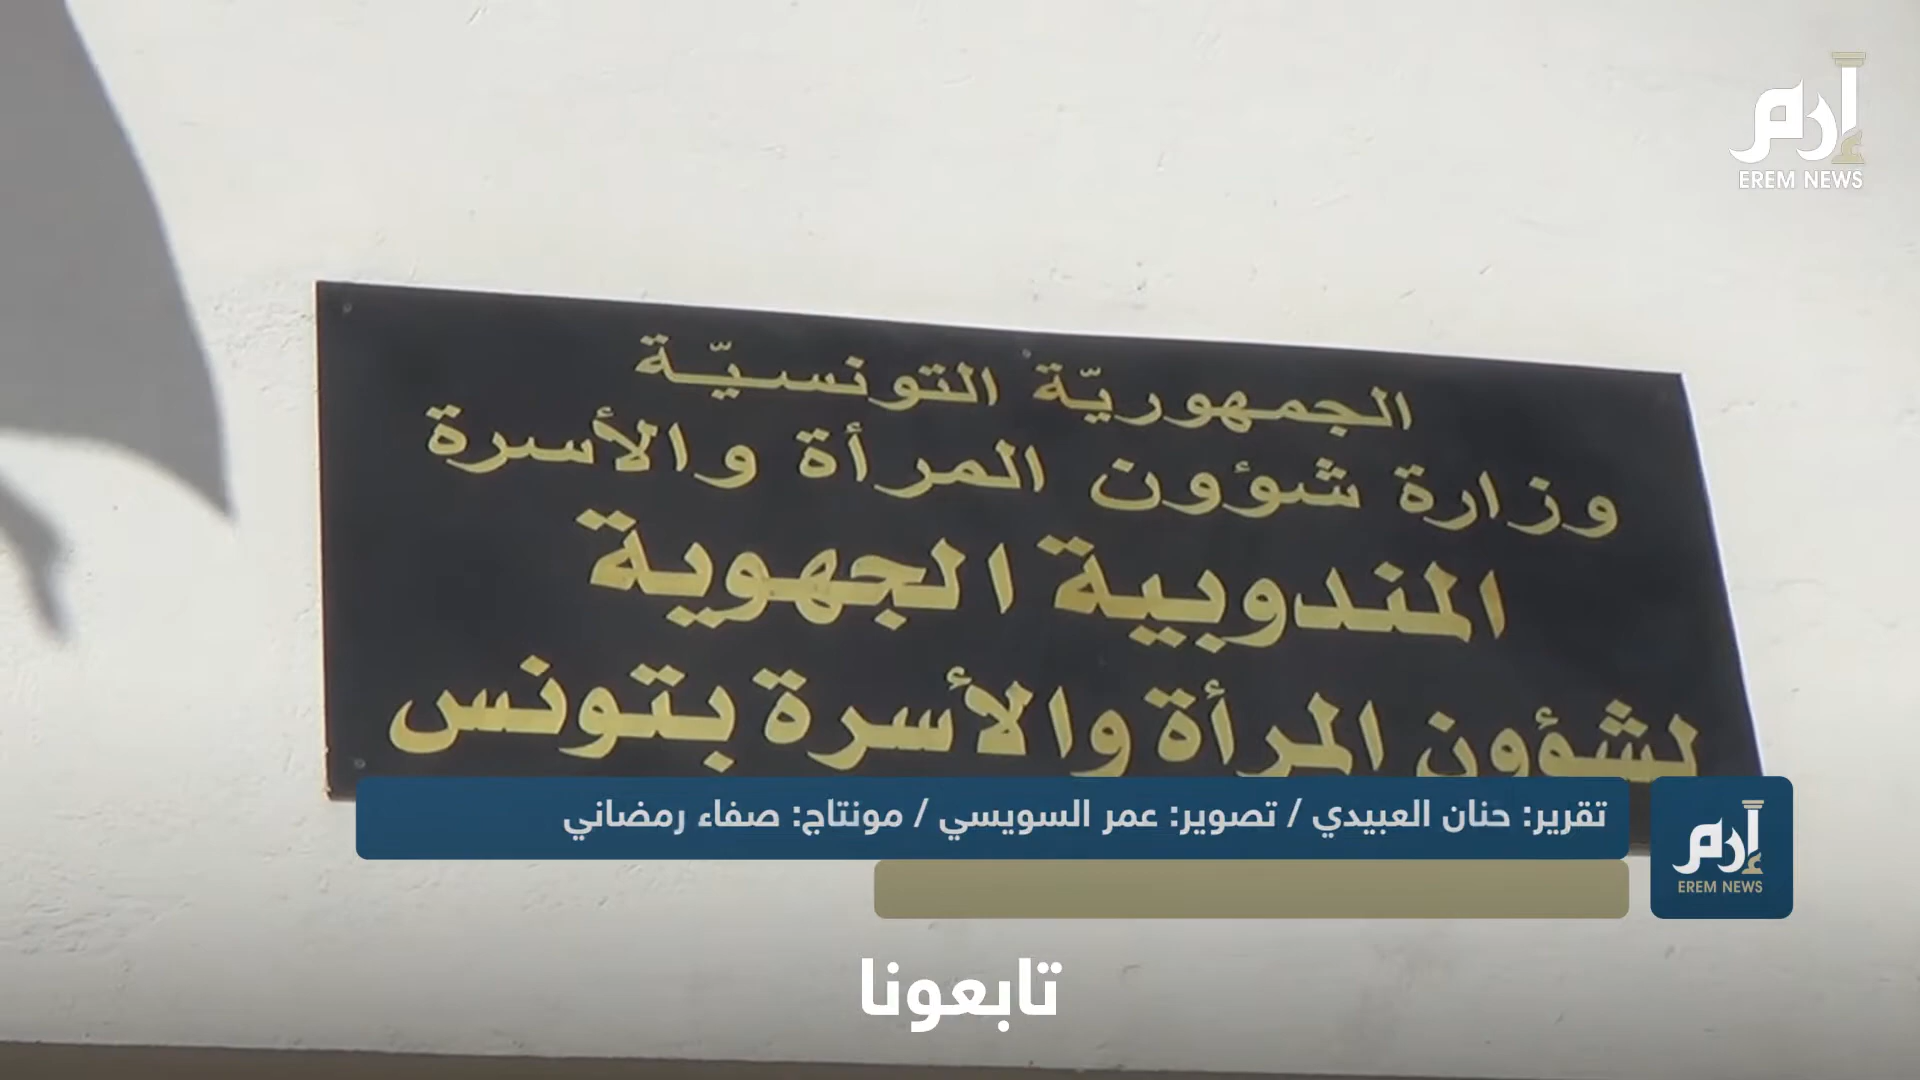 إرم
EREM NEWS
الجمهوريّة التونسيّة
وزارة شؤون المرأة والأسرة
المندوبية الجهوية
لشؤون المرأة والأسرة بتونس
تقرير: حنان العبيدي / تصوير: عمر السويسي / مونتاج: صفاء رمضاني
إرم
EREM NEWS
تابعونا